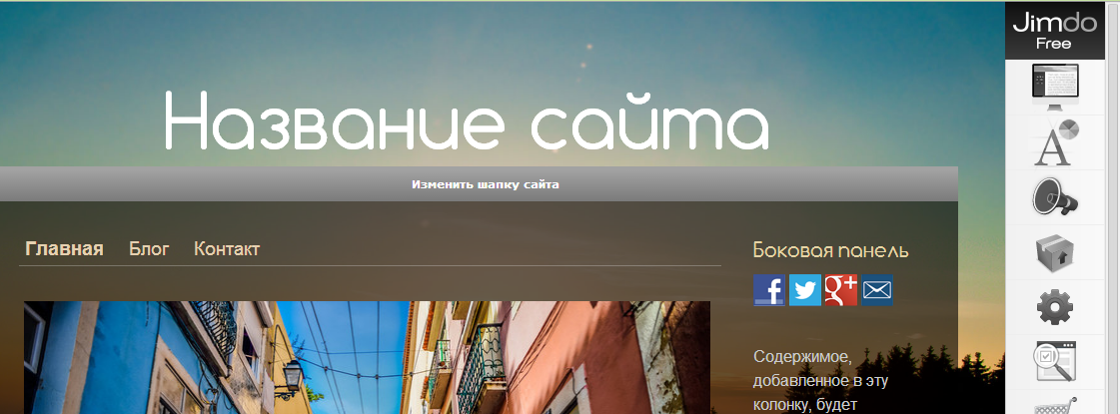 Jimdo
Free
Название сайта
Изменить шапку сайта
Главная Блог Контакт
Боковая панель
Содержимое,
добавленное в эту
колонку, будет